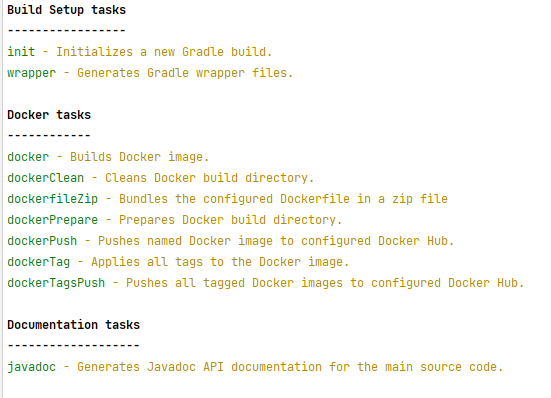 Build Setup tasks
-----------------
init - Initializes a new Gradle build.
wrapper - Generates Gradle wrapper files.

Docker tasks
------------
docker - Builds Docker image.
dockerClean - Cleans Docker build directory.
dockerfileZip - Bundles the configured Dockerfile in a zip file
dockerPrepare - Prepares Docker build directory.
dockerPush - Pushes named Docker image to configured Docker Hub.
dockerTag - Applies all tags to the Docker image.
dockerTagsPush - Pushes all tagged Docker images to configured Docker Hub.

Documentation tasks
-------------------
javadoc - Generates Javadoc API documentation for the main source code.